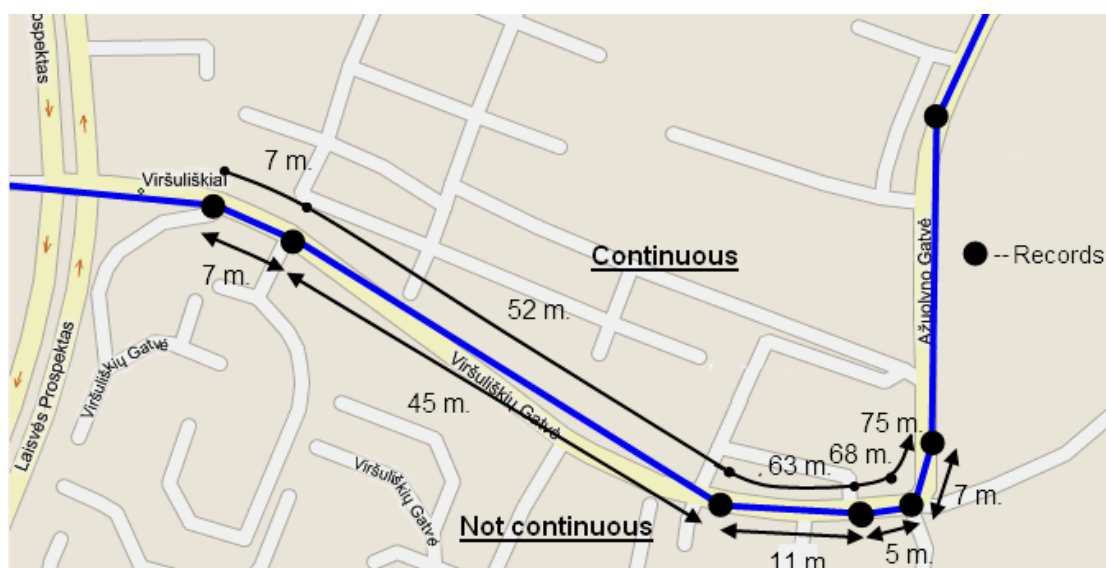 ospektas
Viršuliškiai
7 m.
7 m.
Continuous
-- Records
Ažuolyno Gatvė
52 m.
Viršuliškių Gatvė
Laisvės Prospektas
Viršuliškių Gatvė
45 m.
75 m.
68 m.
63 m.
Viršuliškių Gatvė
7 m.
Not continuous
11 m.
5 m.